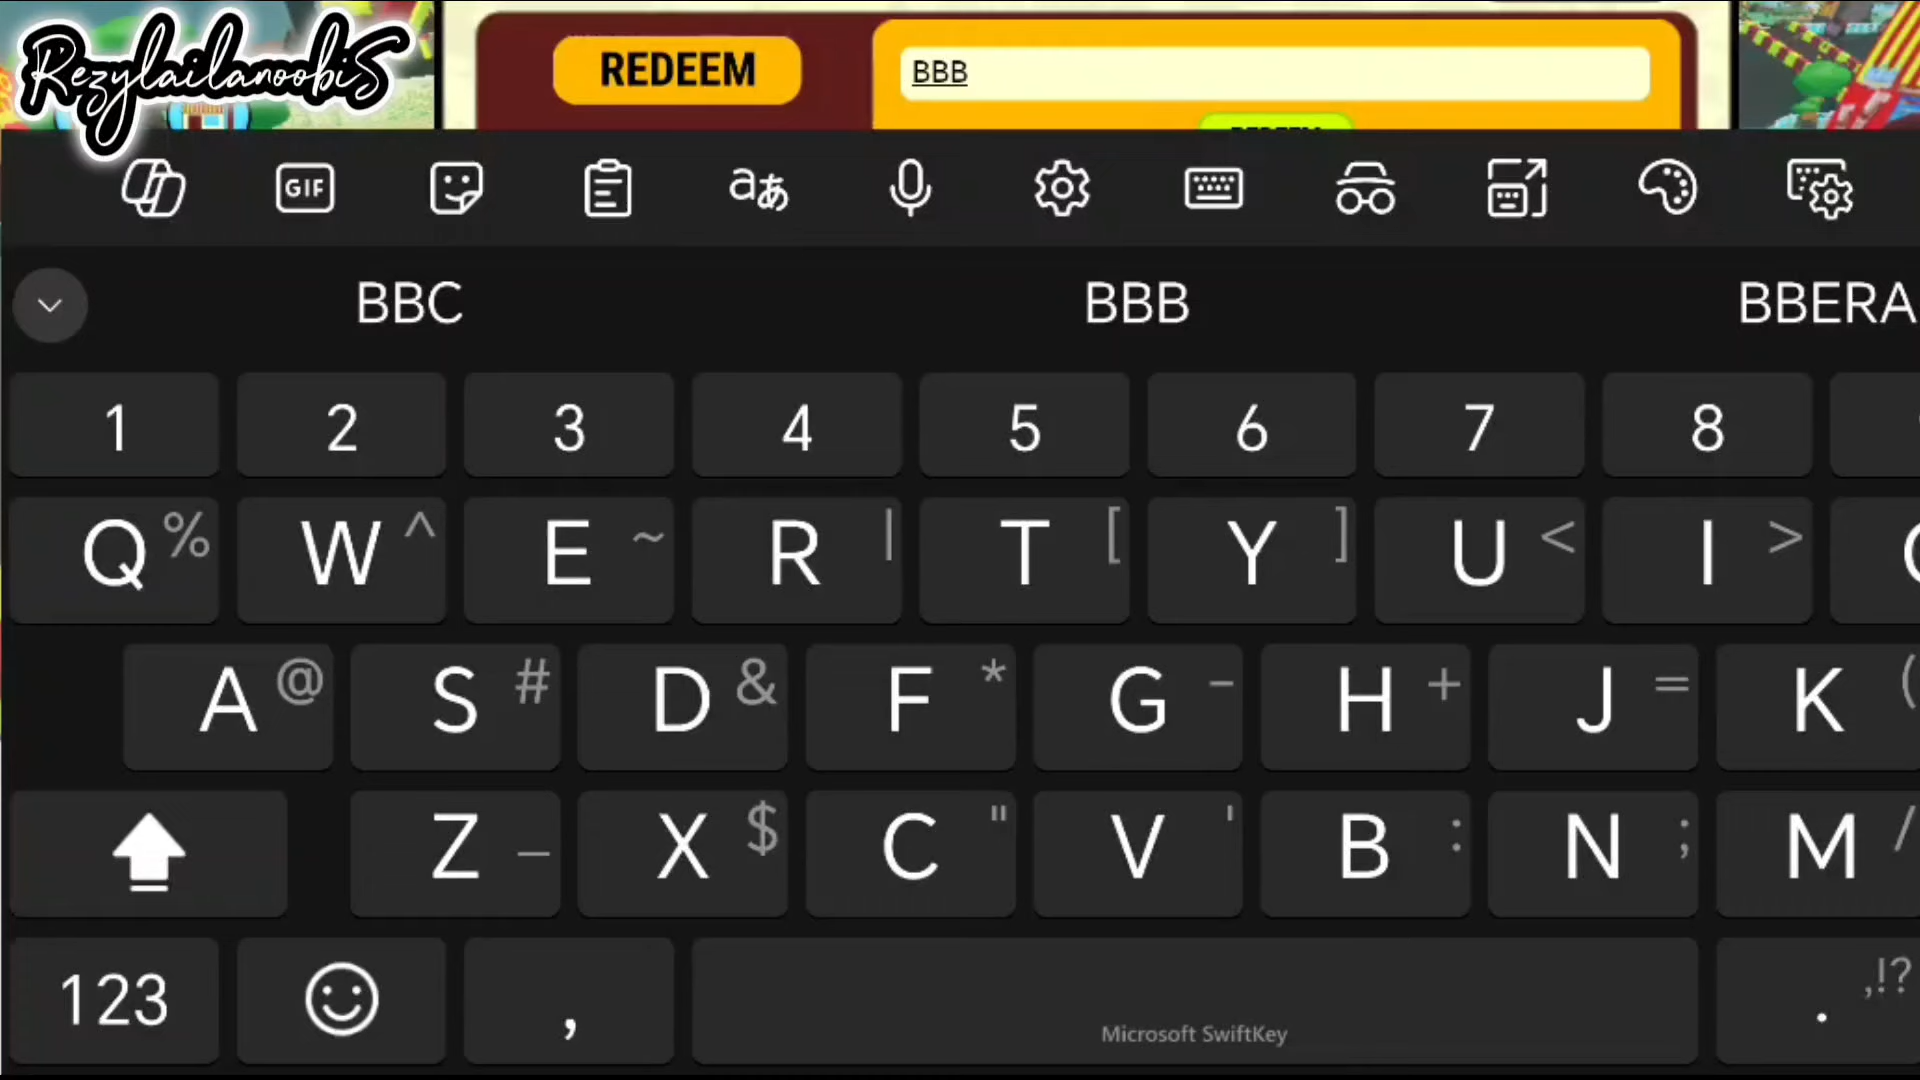 RezylailanoobiS
REDEEM
BBB
REDEEM
GIF
aあ
BBC BBB BBERA
1 2 3 4 5 6 7 8
Q % W ^ E ~ R | T [ Y ] U < I >
A @ S # D & F * G - H + J = K (
Z _ X $ C " V ' B : N ; M /
123 , Microsoft SwiftKey . ,!?